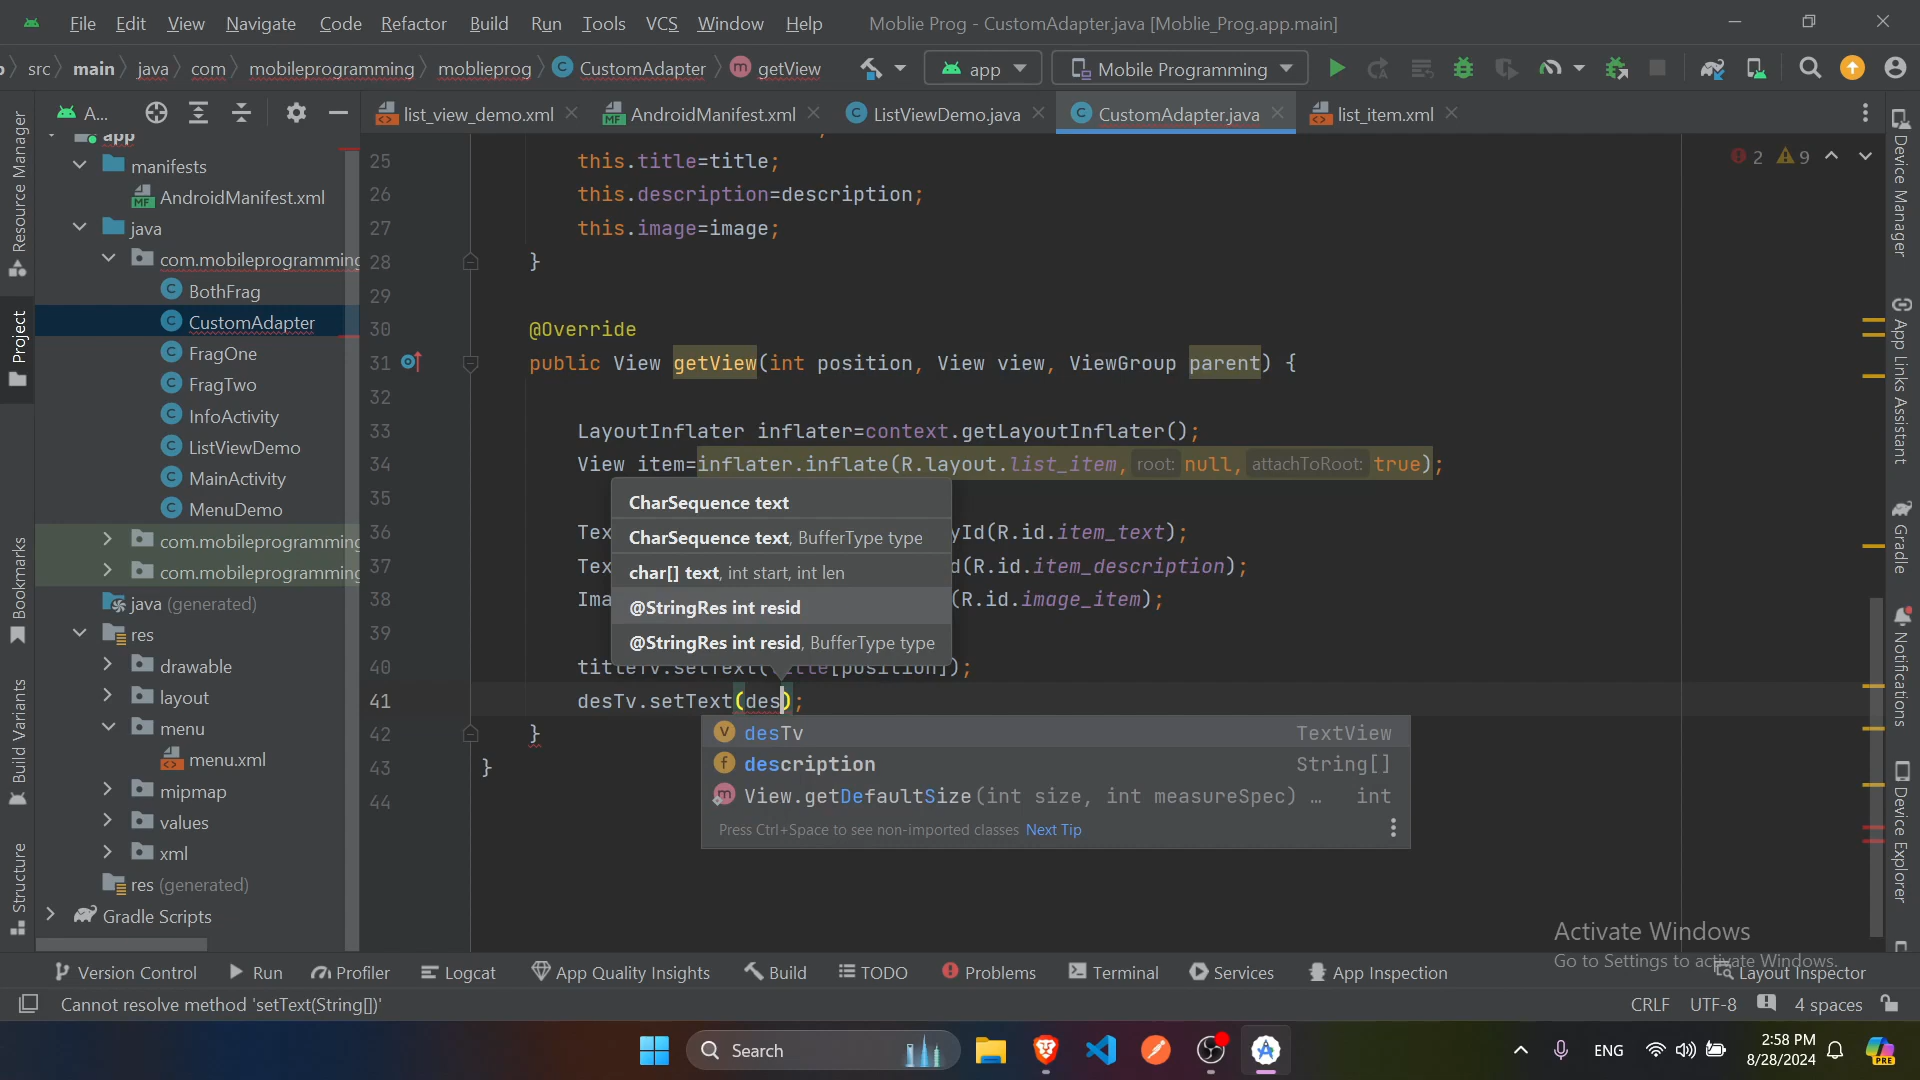 File Edit View Navigate Code Refactor Build Run Tools VCS Window Help Moblie Prog - CustomAdapter.java [Moblie_Prog.app.main]
src main java com mobileprogramming moblieprog CustomAdapter getView app Mobile Programming
A... list_view_demo.xml AndroidManifest.xml ListViewDemo.java CustomAdapter.java list_item.xml
app
manifests
AndroidManifest.xml
java
com.mobileprogramming
BothFrag
CustomAdapter
FragOne
FragTwo
InfoActivity
ListViewDemo
MainActivity
MenuDemo
com.mobileprogramming
com.mobileprogramming
java (generated)
res
drawable
layout
menu
menu.xml
mipmap
values
xml
res (generated)
Gradle Scripts
Resource Manager
Project
Bookmarks
Build Variants
Structure
2 9
25 this.title=title;
26 this.description=description;
27 this.image=image;
28 }
29
30 @Override
31 public View getView(int position, View view, ViewGroup parent) {
32
33 LayoutInflater inflater=context.getLayoutInflater();
34 View item=inflater.inflate(R.layout.list_item, root: null, attachToRoot: true);
35
36 Tex yId(R.id.item_text);
37 Tex d(R.id.item_description);
38 Ima (R.id.image_item);
39
40 titleTv.setText(title[position]);
41 desTv.setText(des);
42 }
43 }
44
CharSequence text
CharSequence text, BufferType type
char[] text, int start, int len
@StringRes int resid
@StringRes int resid, BufferType type
desTv TextView
description String[]
View.getDefaultSize(int size, int measureSpec) … int
Press Ctrl+Space to see non-imported classes Next Tip
Device Manager
App Links Assistant
Gradle
Notifications
Device Explorer
Activate Windows
Go to Settings to activate Windows.
Version Control Run Profiler Logcat App Quality Insights Build TODO Problems Terminal Services App Inspection Layout Inspector
Cannot resolve method 'setText(String[])' CRLF UTF-8 4 spaces
Search ENG 2:58 PM
8/28/2024
PRE